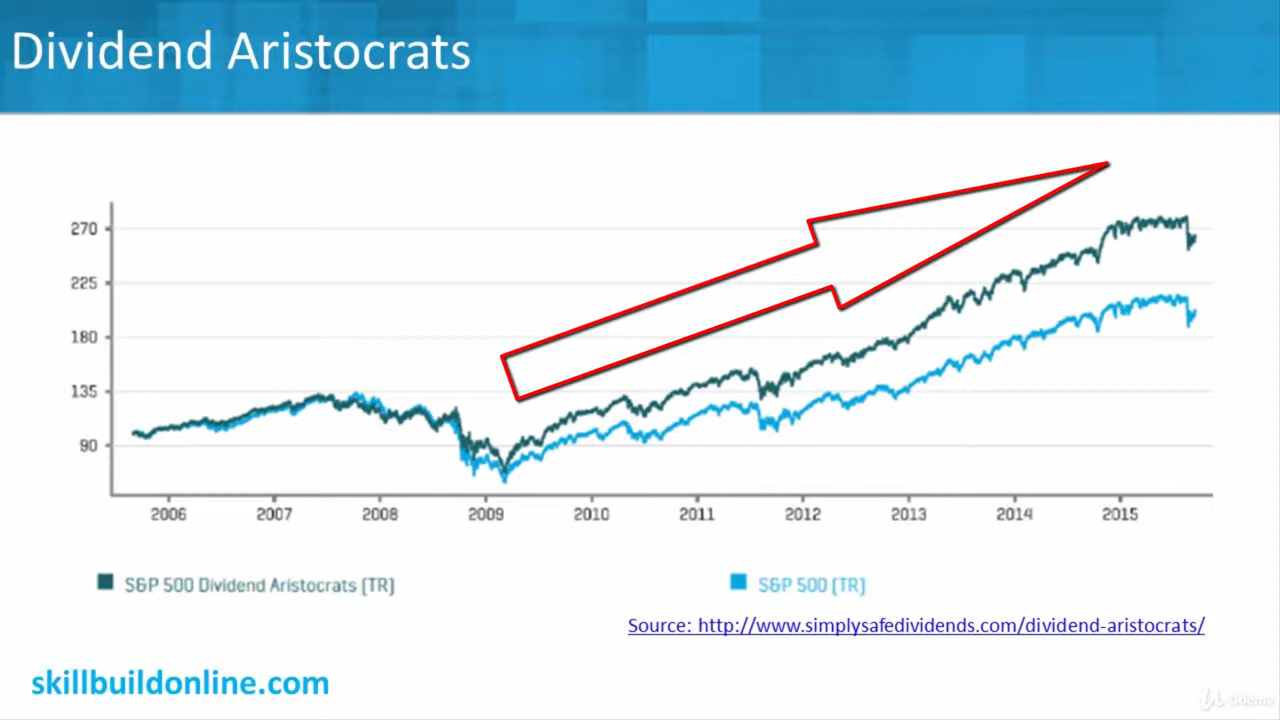 Dividend Aristocrats
270
225
180
135
90
2006 2007 2008 2009 2010 2011 2012 2013 2014 2015
S&P 500 Dividend Aristocrats (TR) S&P 500 (TR)
Source: http://www.simplysafedividends.com/dividend-aristocrats/
skillbuildonline.com
Udemy